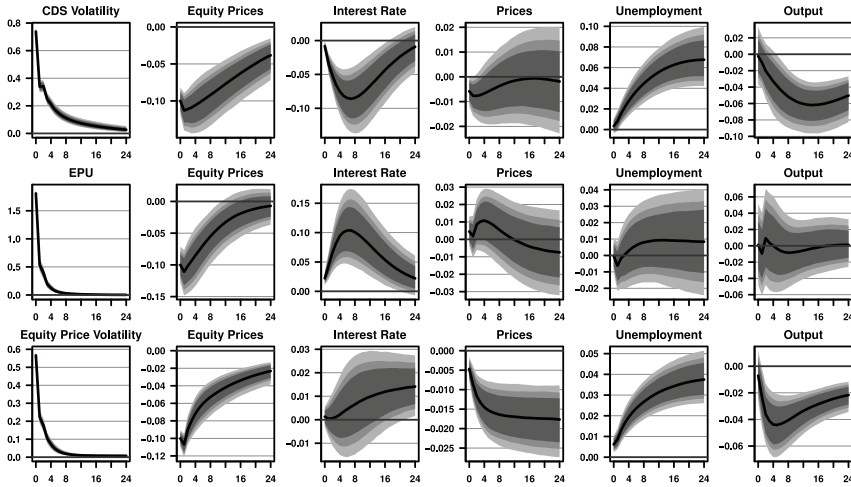 CDS Volatility Equity Prices Interest Rate Prices Unemployment Output
0.8 0.6 0.4 0.2 0.0
0.00 −0.05 −0.10
0.00 −0.05 −0.10
0.02 0.01 0.00 −0.01 −0.02
0.10 0.08 0.06 0.04 0.02 0.00
0.02 0.00 −0.02 −0.04 −0.06 −0.08 −0.10
0 4 8 16 24 0 4 8 16 24 0 4 8 16 24 0 4 8 16 24 0 4 8 16 24 0 4 8 16 24
EPU Equity Prices Interest Rate Prices Unemployment Output
1.5 1.0 0.5 0.0
0.00 −0.05 −0.10 −0.15
0.15 0.10 0.05 0.00
0.03 0.02 0.01 0.00 −0.01 −0.02 −0.03
0.04 0.03 0.02 0.01 0.00 −0.01 −0.02
0.06 0.04 0.02 0.00 −0.02 −0.04 −0.06
0 4 8 16 24 0 4 8 16 24 0 4 8 16 24 0 4 8 16 24 0 4 8 16 24 0 4 8 16 24
Equity Price Volatility Equity Prices Interest Rate Prices Unemployment Output
0.6 0.5 0.4 0.3 0.2 0.1 0.0
0.00 −0.02 −0.04 −0.06 −0.08 −0.10 −0.12
0.03 0.02 0.01 0.00 −0.01
0.000 −0.005 −0.010 −0.015 −0.020 −0.025
0.05 0.04 0.03 0.02 0.01 0.00
0.00 −0.02 −0.04 −0.06
0 4 8 16 24 0 4 8 16 24 0 4 8 16 24 0 4 8 16 24 0 4 8 16 24 0 4 8 16 24